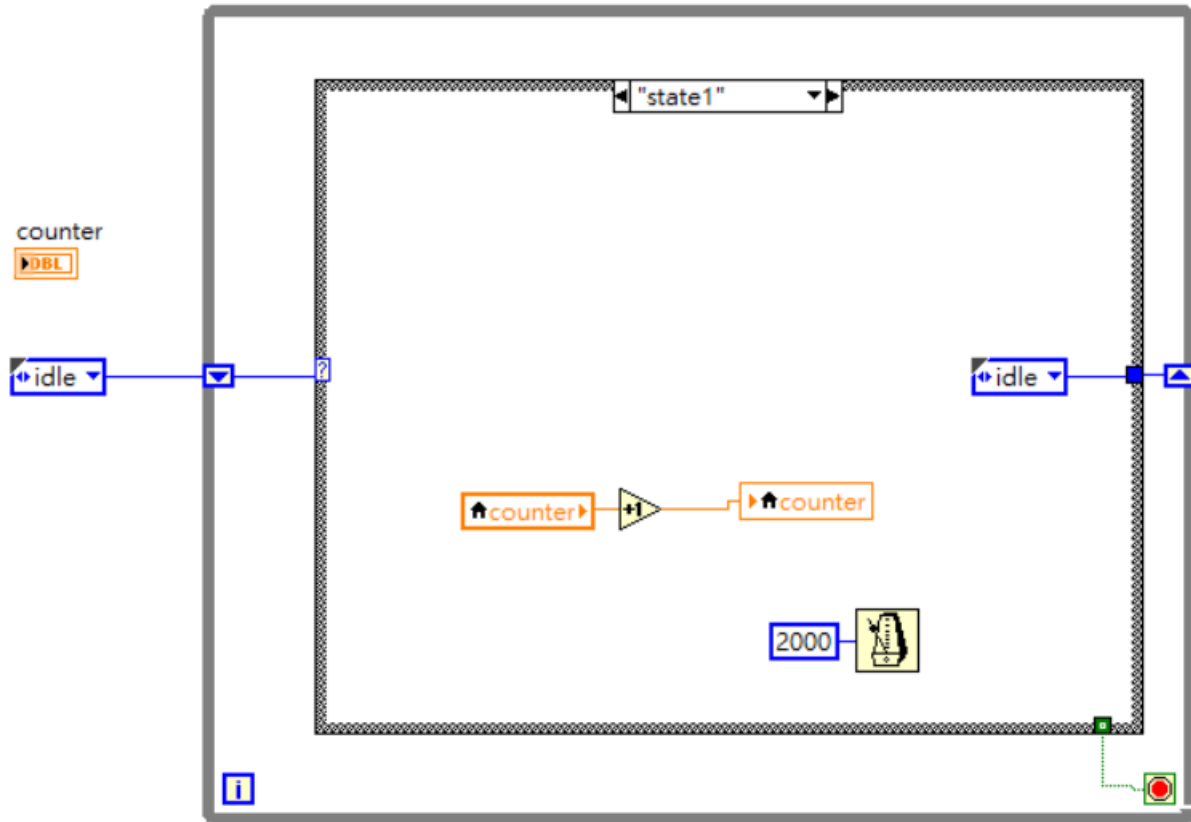 "state1"
counter
DBL
idle
idle
counter
+1
counter
2000
?
i